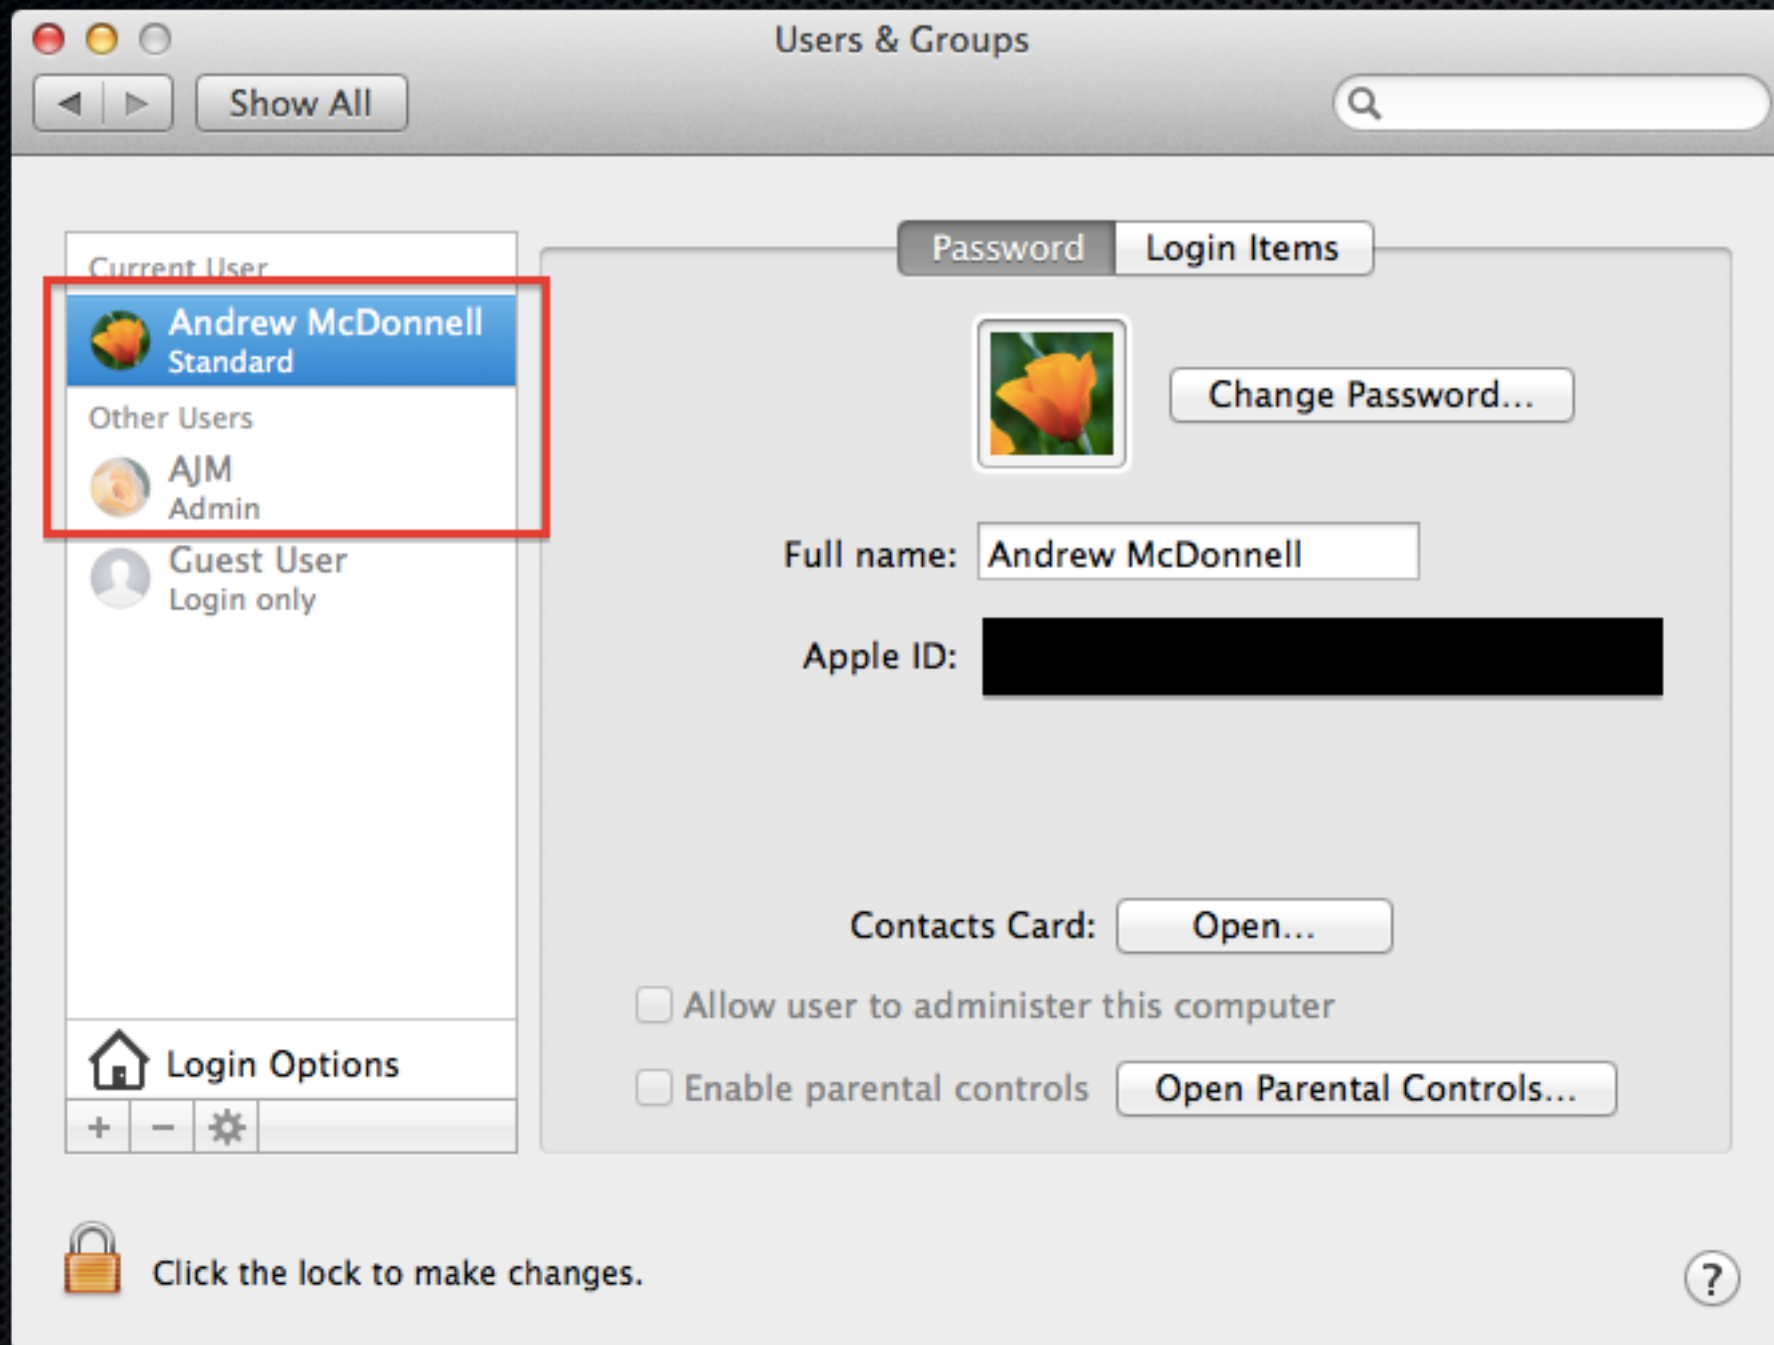 Users & Groups
Show All
Password
Login Items
Current User
Andrew McDonnell
Standard
Other Users
AJM
Admin
Guest User
Login only
Login Options
Change Password...
Full name: Andrew McDonnell
Apple ID:
Contacts Card: Open...
Allow user to administer this computer
Enable parental controls Open Parental Controls...
Click the lock to make changes.
?